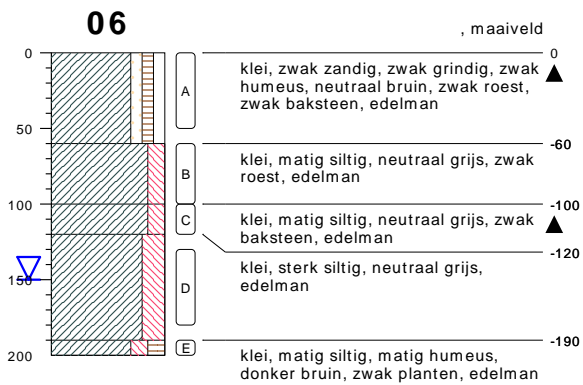 06
, maaiveld
0
0
klei, zwak zandig, zwak grindig, zwak
humeus, neutraal bruin, zwak roest,
zwak baksteen, edelman
A
50
-60
klei, matig siltig, neutraal grijs, zwak
roest, edelman
B
100
-100
klei, matig siltig, neutraal grijs, zwak
baksteen, edelman
C
-120
klei, sterk siltig, neutraal grijs,
edelman
150
D
-190
200
E
klei, matig siltig, matig humeus,
donker bruin, zwak planten, edelman